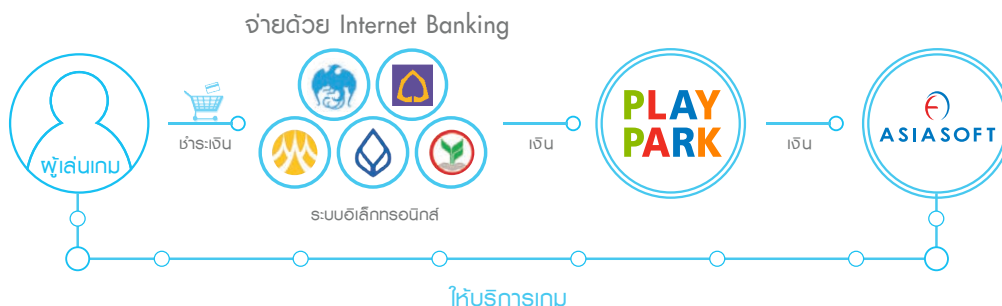 จ่ายด้วย Internet Banking
ผู้เล่นเกม
ชำระเงิน
ระบบอิเล็กทรอนิกส์
เงิน
PLAY
PARK
เงิน
ASIASOFT
ให้บริการเกม